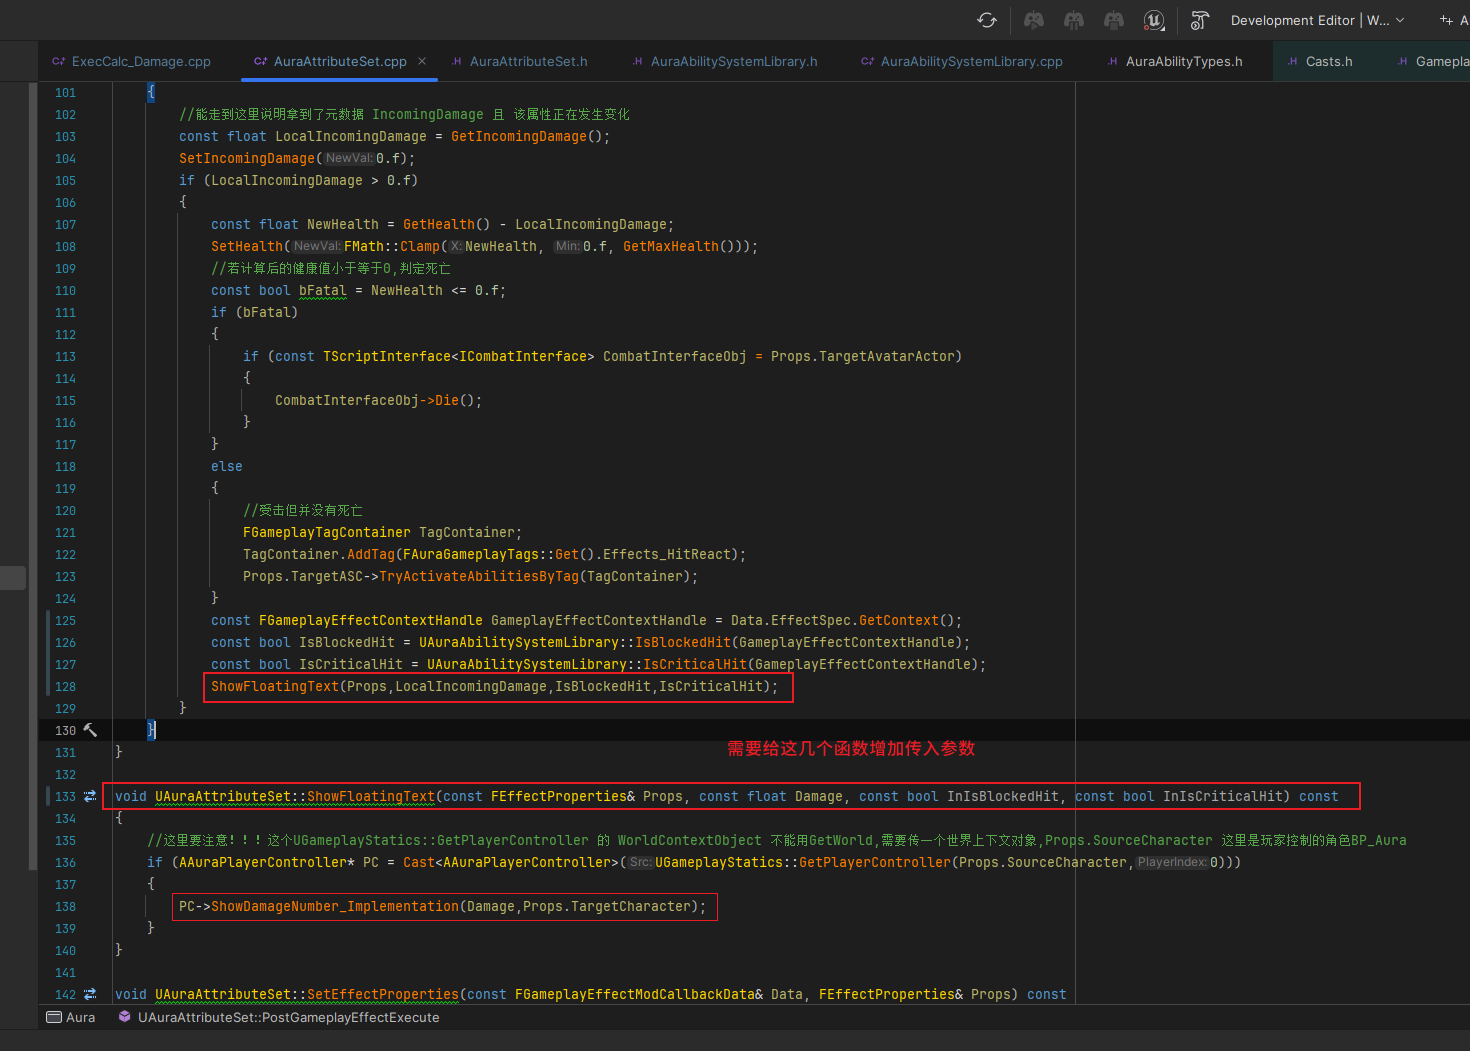 Development Editor | W...
A
ExecCalc_Damage.cpp
AuraAttributeSet.cpp
AuraAttributeSet.h
AuraAbilitySystemLibrary.h
AuraAbilitySystemLibrary.cpp
AuraAbilityTypes.h
Casts.h
Gamepla
101 {
102 //能走到这里说明拿到了元数据 IncomingDamage 且 该属性正在发生变化
103 const float LocalIncomingDamage = GetIncomingDamage();
104 SetIncomingDamage(NewVal:0.f);
105 if (LocalIncomingDamage > 0.f)
106 {
107 const float NewHealth = GetHealth() - LocalIncomingDamage;
108 SetHealth(NewVal:FMath::Clamp(X:NewHealth, Min:0.f, GetMaxHealth()));
109 //若计算后的健康值小于等于0,判定死亡
110 const bool bFatal = NewHealth <= 0.f;
111 if (bFatal)
112 {
113 if (const TScriptInterface<ICombatInterface> CombatInterfaceObj = Props.TargetAvatarActor)
114 {
115 CombatInterfaceObj->Die();
116 }
117 }
118 else
119 {
120 //受击但并没有死亡
121 FGameplayTagContainer TagContainer;
122 TagContainer.AddTag(FAuraGameplayTags::Get().Effects_HitReact);
123 Props.TargetASC->TryActivateAbilitiesByTag(TagContainer);
124 }
125 const FGameplayEffectContextHandle GameplayEffectContextHandle = Data.EffectSpec.GetContext();
126 const bool IsBlockedHit = UAuraAbilitySystemLibrary::IsBlockedHit(GameplayEffectContextHandle);
127 const bool IsCriticalHit = UAuraAbilitySystemLibrary::IsCriticalHit(GameplayEffectContextHandle);
128 ShowFloatingText(Props,LocalIncomingDamage,IsBlockedHit,IsCriticalHit);
129 }
130 }
131 }
需要给这几个函数增加传入参数
132
133 void UAuraAttributeSet::ShowFloatingText(const FEffectProperties& Props, const float Damage, const bool InIsBlockedHit, const bool InIsCriticalHit) const
134 {
135 //这里要注意!!!这个UGameplayStatics::GetPlayerController 的 WorldContextObject 不能用GetWorld,需要传一个世界上下文对象,Props.SourceCharacter 这里是玩家控制的角色BP_Aura
136 if (AAuraPlayerController* PC = Cast<AAuraPlayerController>(Src:UGameplayStatics::GetPlayerController(Props.SourceCharacter,PlayerIndex:0)))
137 {
138 PC->ShowDamageNumber_Implementation(Damage,Props.TargetCharacter);
139 }
140 }
141
142 void UAuraAttributeSet::SetEffectProperties(const FGameplayEffectModCallbackData& Data, FEffectProperties& Props) const
Aura
UAuraAttributeSet::PostGameplayEffectExecute